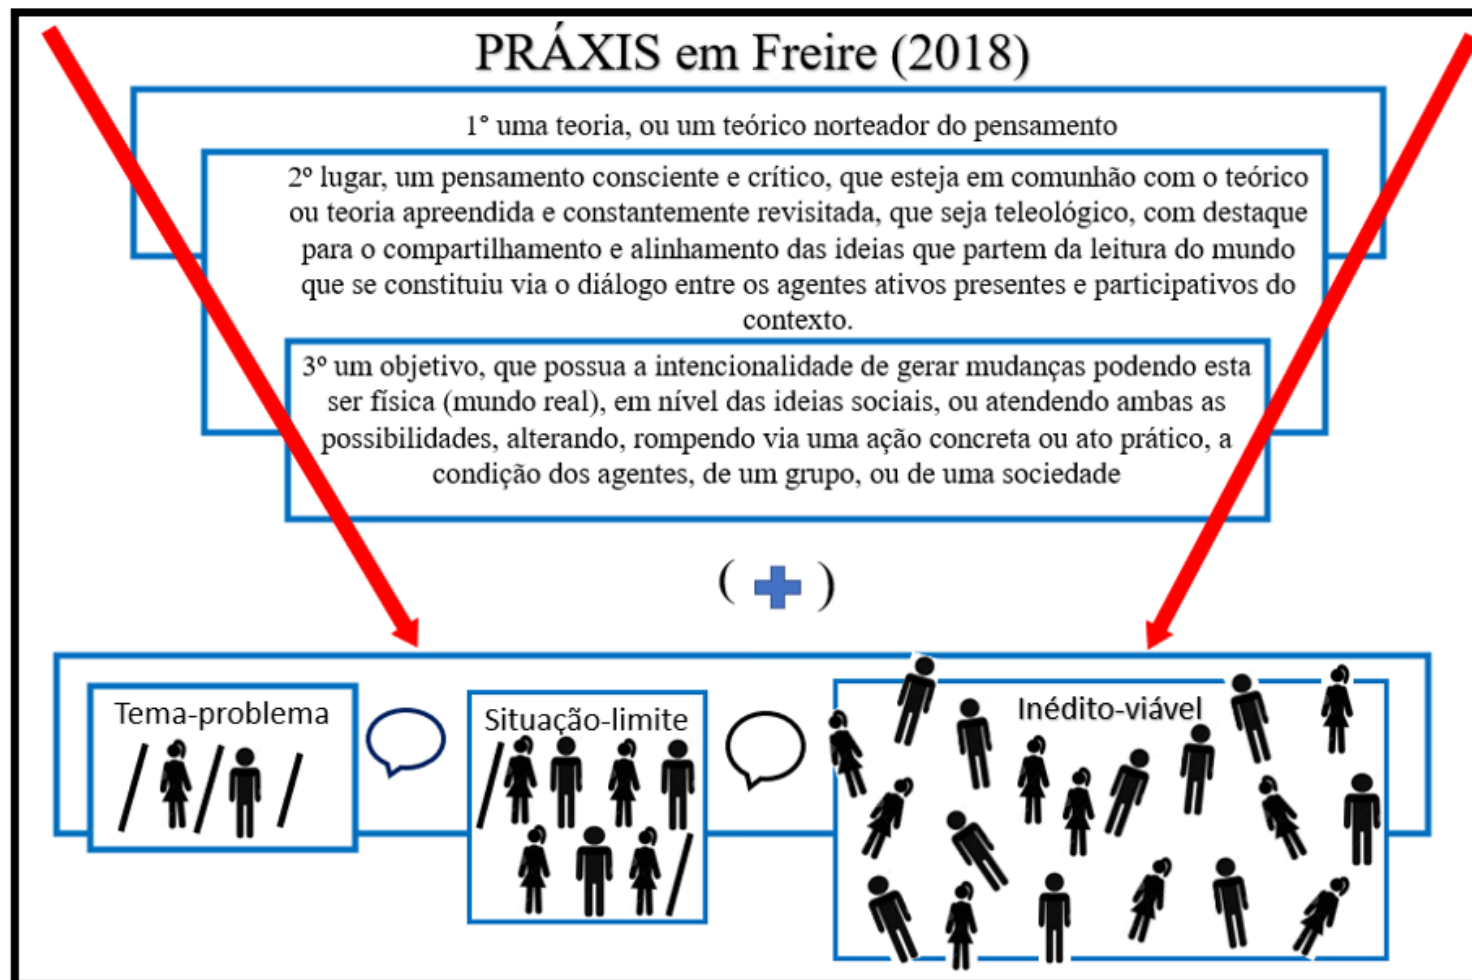 PRÁXIS em Freire (2018)
1° uma teoria, ou um teórico norteador do pensamento
2º lugar, um pensamento consciente e crítico, que esteja em comunhão com o teórico
ou teoria apreendida e constantemente revisitada, que seja teleológico, com destaque
para o compartilhamento e alinhamento das ideias que partem da leitura do mundo
que se constituiu via o diálogo entre os agentes ativos presentes e participativos do
contexto.
3º um objetivo, que possua a intencionalidade de gerar mudanças podendo esta
ser física (mundo real), em nível das ideias sociais, ou atendendo ambas as
possibilidades, alterando, rompendo via uma ação concreta ou ato prático, a
condição dos agentes, de um grupo, ou de uma sociedade
( + )
Tema-problema
Situação-limite
Inédito-viável